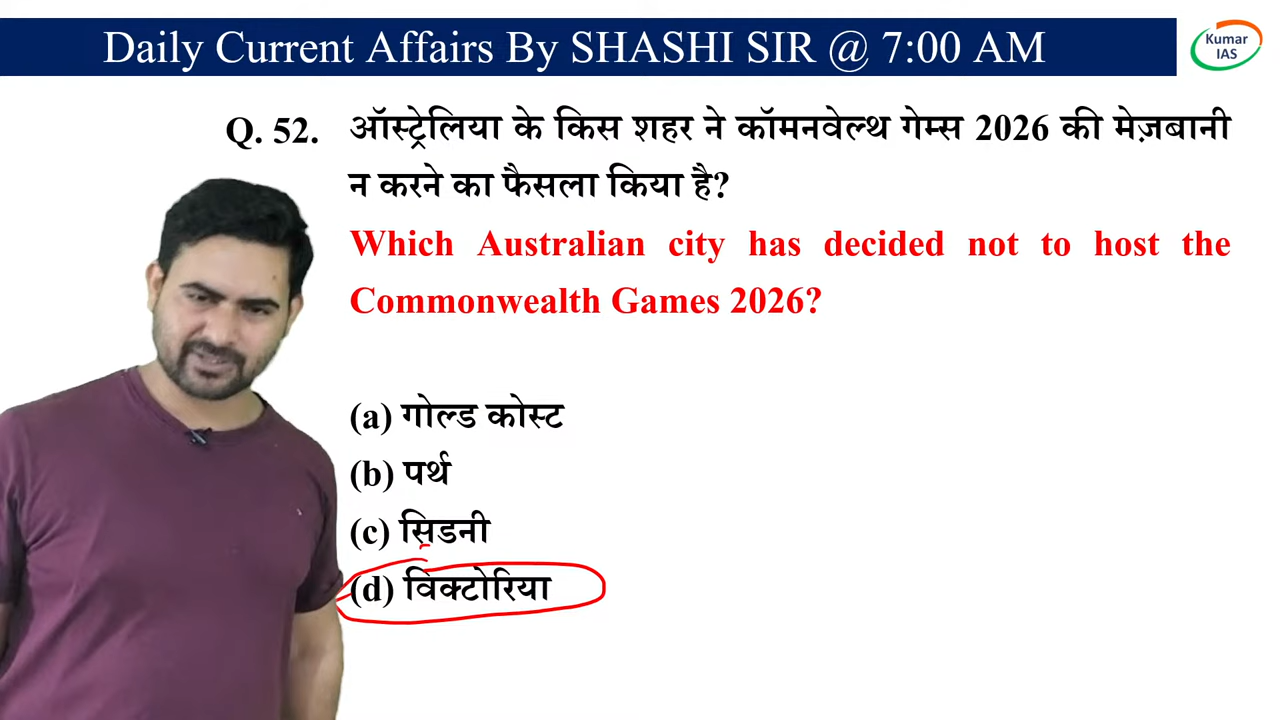 Daily Current Affairs By SHASHI SIR @ 7:00 AM
Kumar
IAS
Q. 52. ऑस्ट्रेलिया के किस शहर ने कॉमनवेल्थ गेम्स 2026 की मेज़बानी
न करने का फैसला किया है?
Which Australian city has decided not to host the
Commonwealth Games 2026?
(a) गोल्ड कोस्ट
(b) पर्थ
(c) सिडनी
(d) विक्टोरिया